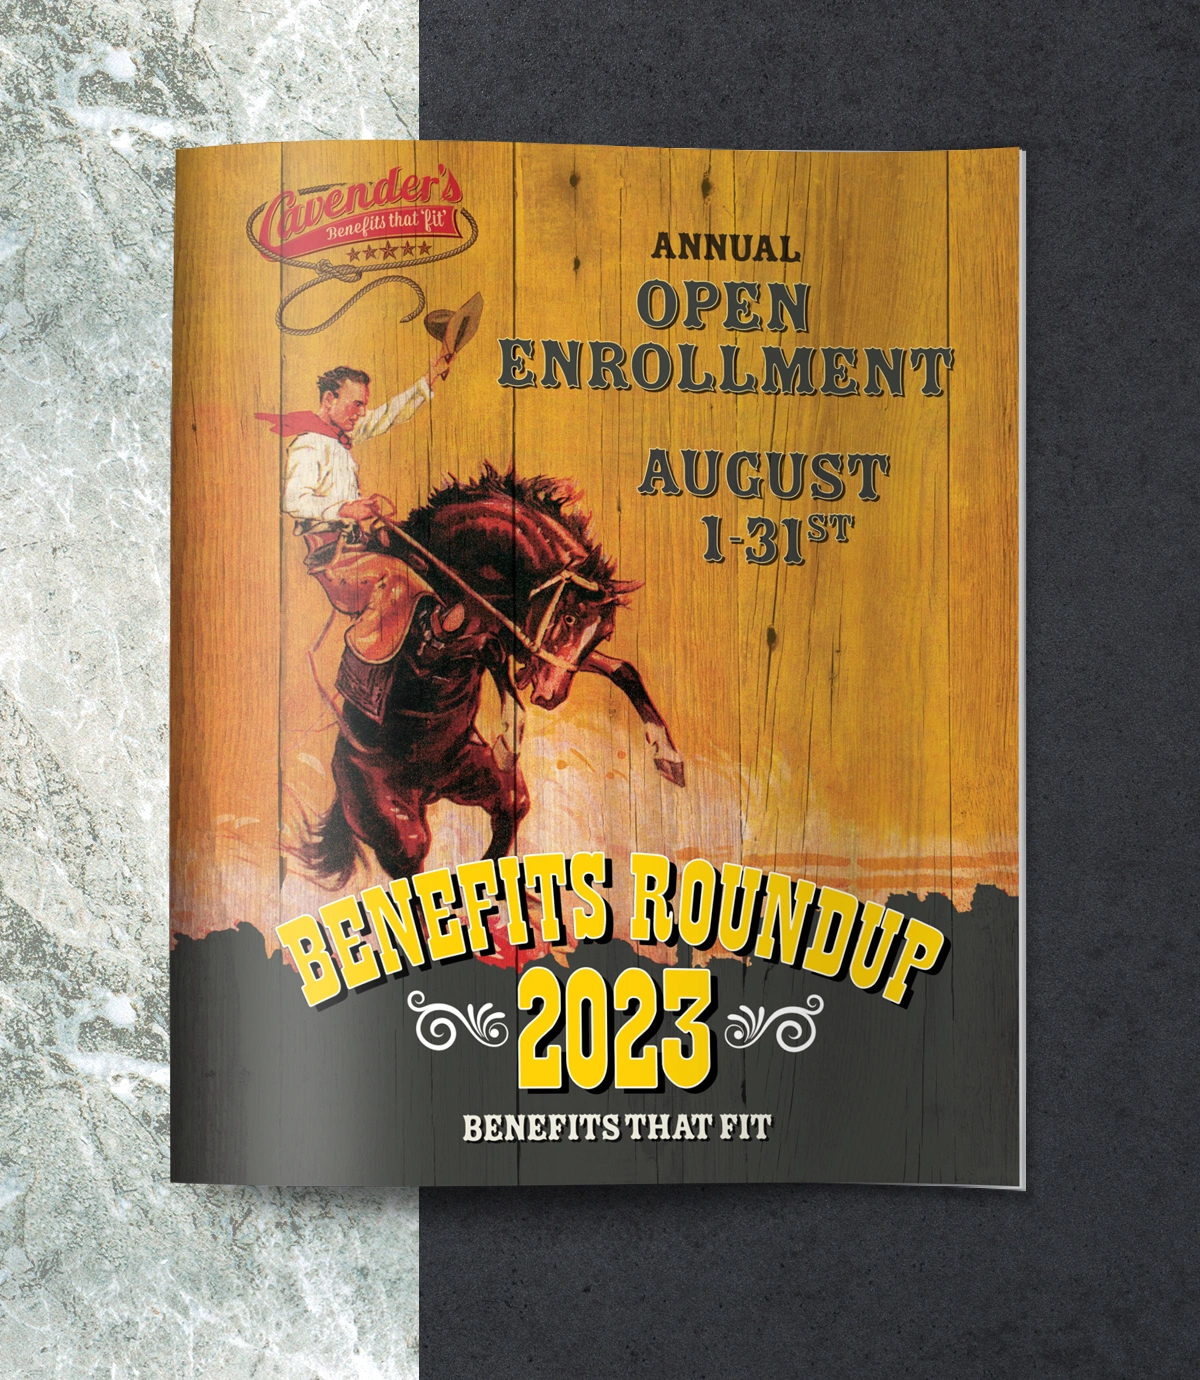 Cavender's
Benefits that 'fit'
ANNUAL
OPEN
ENROLLMENT
AUGUST
1-31ST
BENEFITS ROUNDUP
2023
BENEFITS THAT FIT